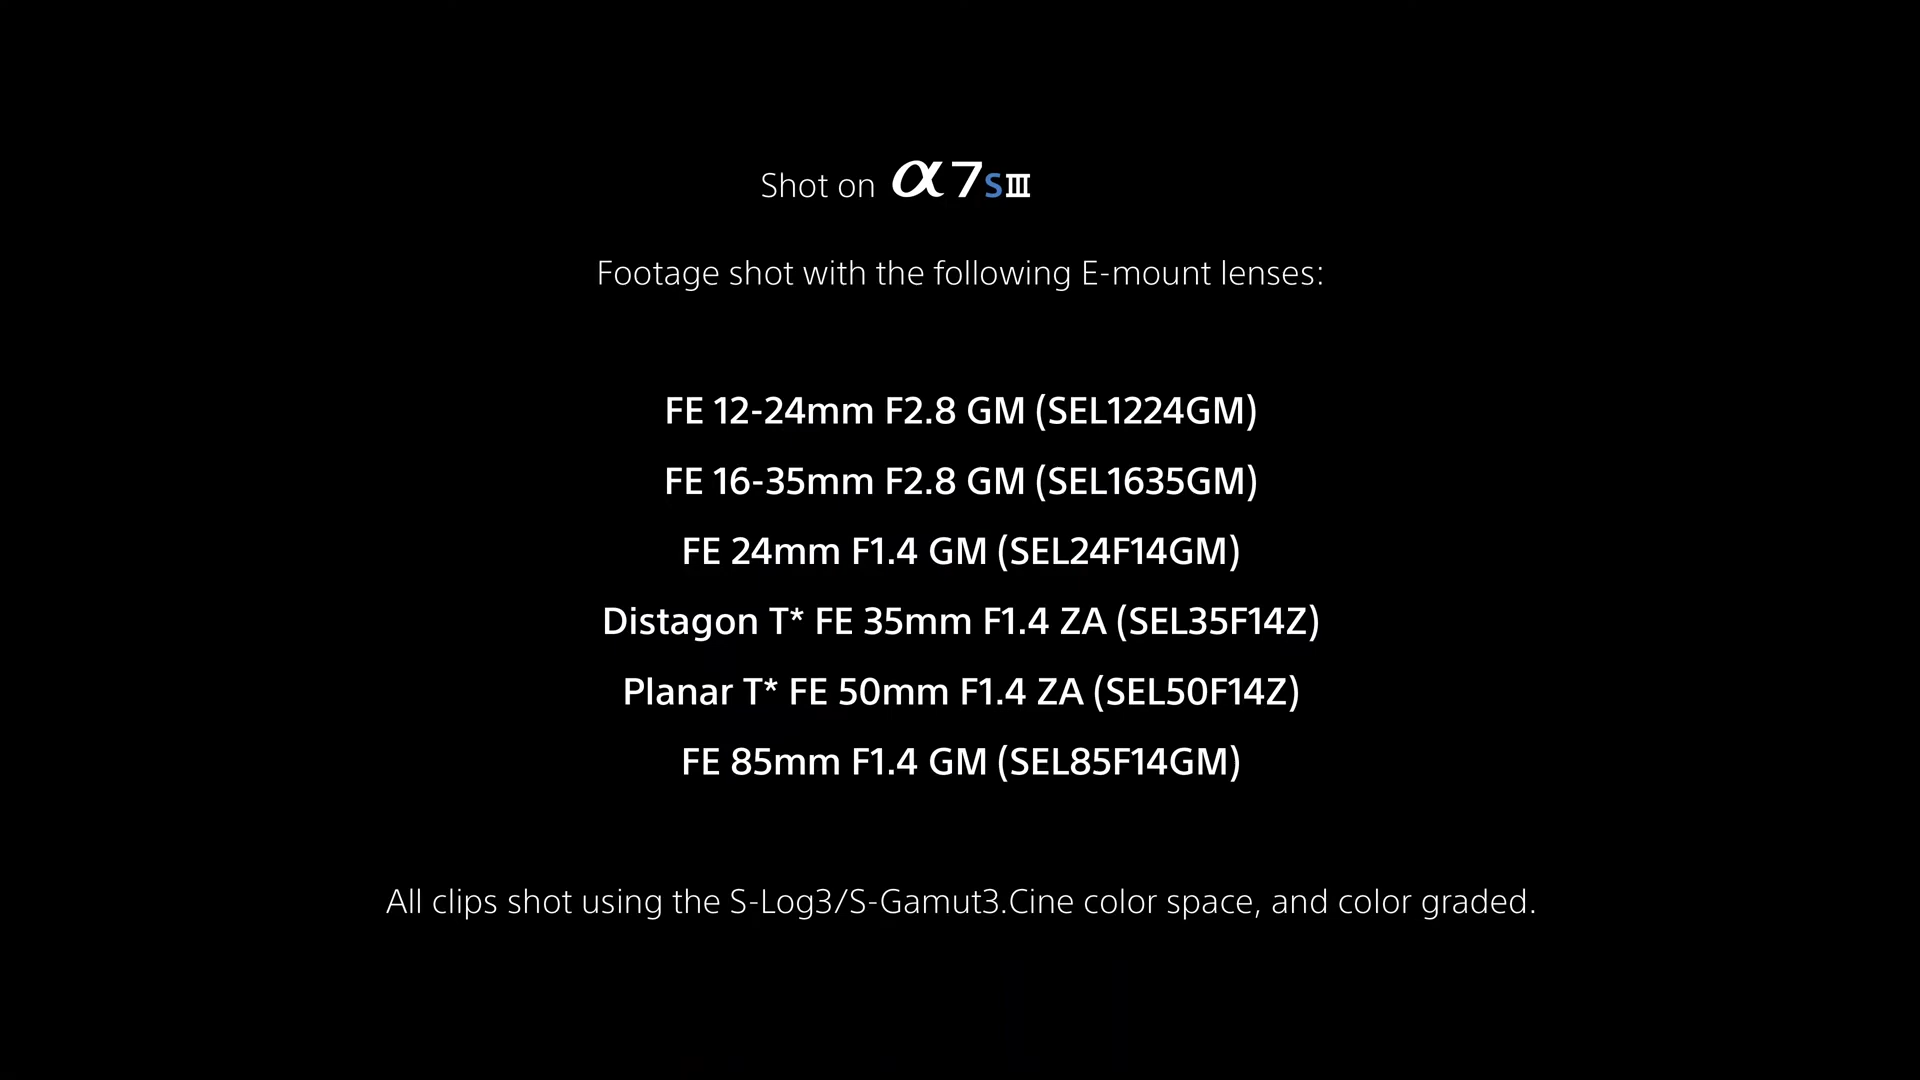 Shot on α7SIII
Footage shot with the following E-mount lenses:
FE 12-24mm F2.8 GM (SEL1224GM)
FE 16-35mm F2.8 GM (SEL1635GM)
FE 24mm F1.4 GM (SEL24F14GM)
Distagon T* FE 35mm F1.4 ZA (SEL35F14Z)
Planar T* FE 50mm F1.4 ZA (SEL50F14Z)
FE 85mm F1.4 GM (SEL85F14GM)
All clips shot using the S-Log3/S-Gamut3.Cine color space, and color graded.